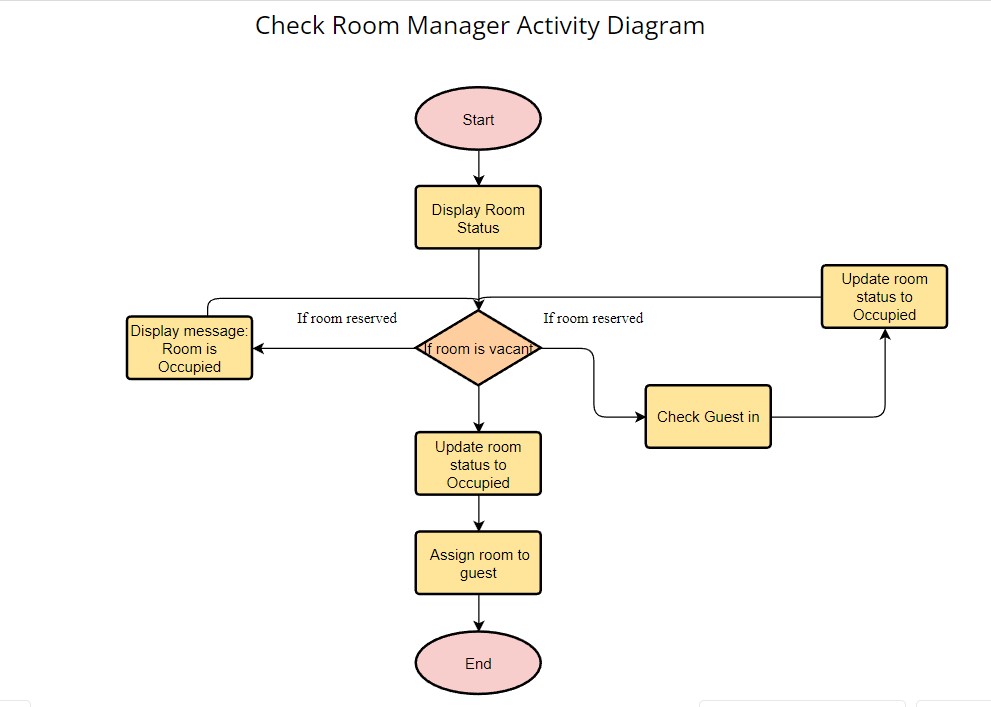 Check Room Manager Activity Diagram
Start
Display Room
Status
Update room
status to
Occupied
If room reserved
If room reserved
Display message:
Room is
Occupied
If room is vacant
Check Guest in
Update room
status to
Occupied
Assign room to
guest
End